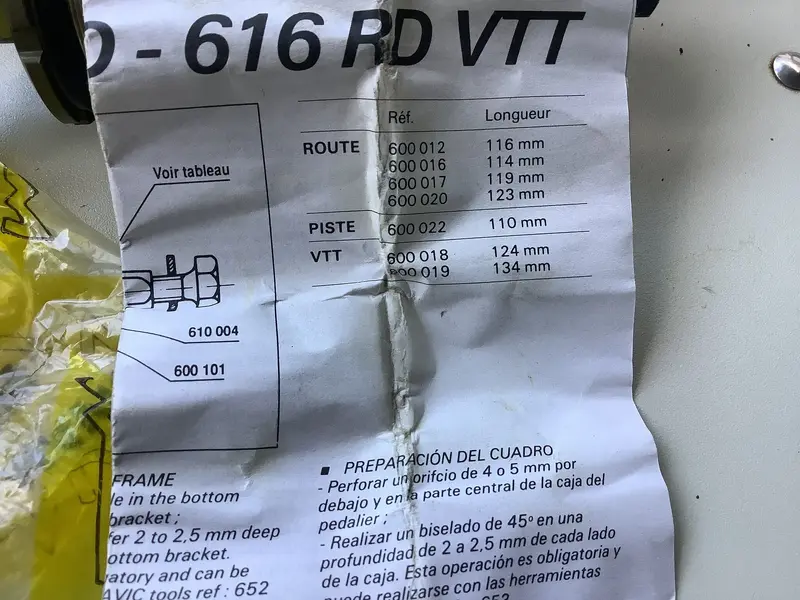 - 616 RD VTT
Réf. Longueur
ROUTE 600 012 116 mm
600 016 114 mm
600 017 119 mm
600 020 123 mm
PISTE 600 022 110 mm
VTT 600 018 124 mm
600 019 134 mm
Voir tableau
610 004
600 101
FRAME
in the bottom
bracket ;
2 to 2,5 mm deep
bottom bracket.
and can be
MAVIC tools ref : 652
■ PREPARACIÓN DEL CUADRO
- Perforar un orifcio de 4 o 5 mm por
debajo y en la parte central de la caja del
pedalier ;
- Realizar un biselado de 45º en una
profundidad de 2 a 2,5 mm de cada lado
de la caja. Esta operación es obligatoria y
puede realizarse con las herramientas